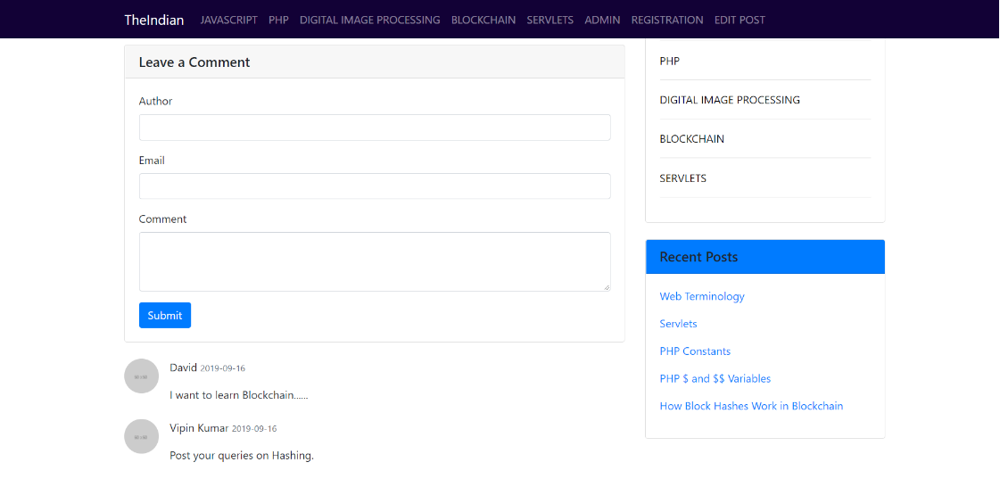 TheIndian JAVASCRIPT PHP DIGITAL IMAGE PROCESSING BLOCKCHAIN SERVLETS ADMIN REGISTRATION EDIT POST
Leave a Comment
Author
Email
Comment
Submit
David 2019-09-16
I want to learn Blockchain......
Vipin Kumar 2019-09-16
Post your queries on Hashing.
PHP
DIGITAL IMAGE PROCESSING
BLOCKCHAIN
SERVLETS
Recent Posts
Web Terminology
Servlets
PHP Constants
PHP $ and $$ Variables
How Block Hashes Work in Blockchain